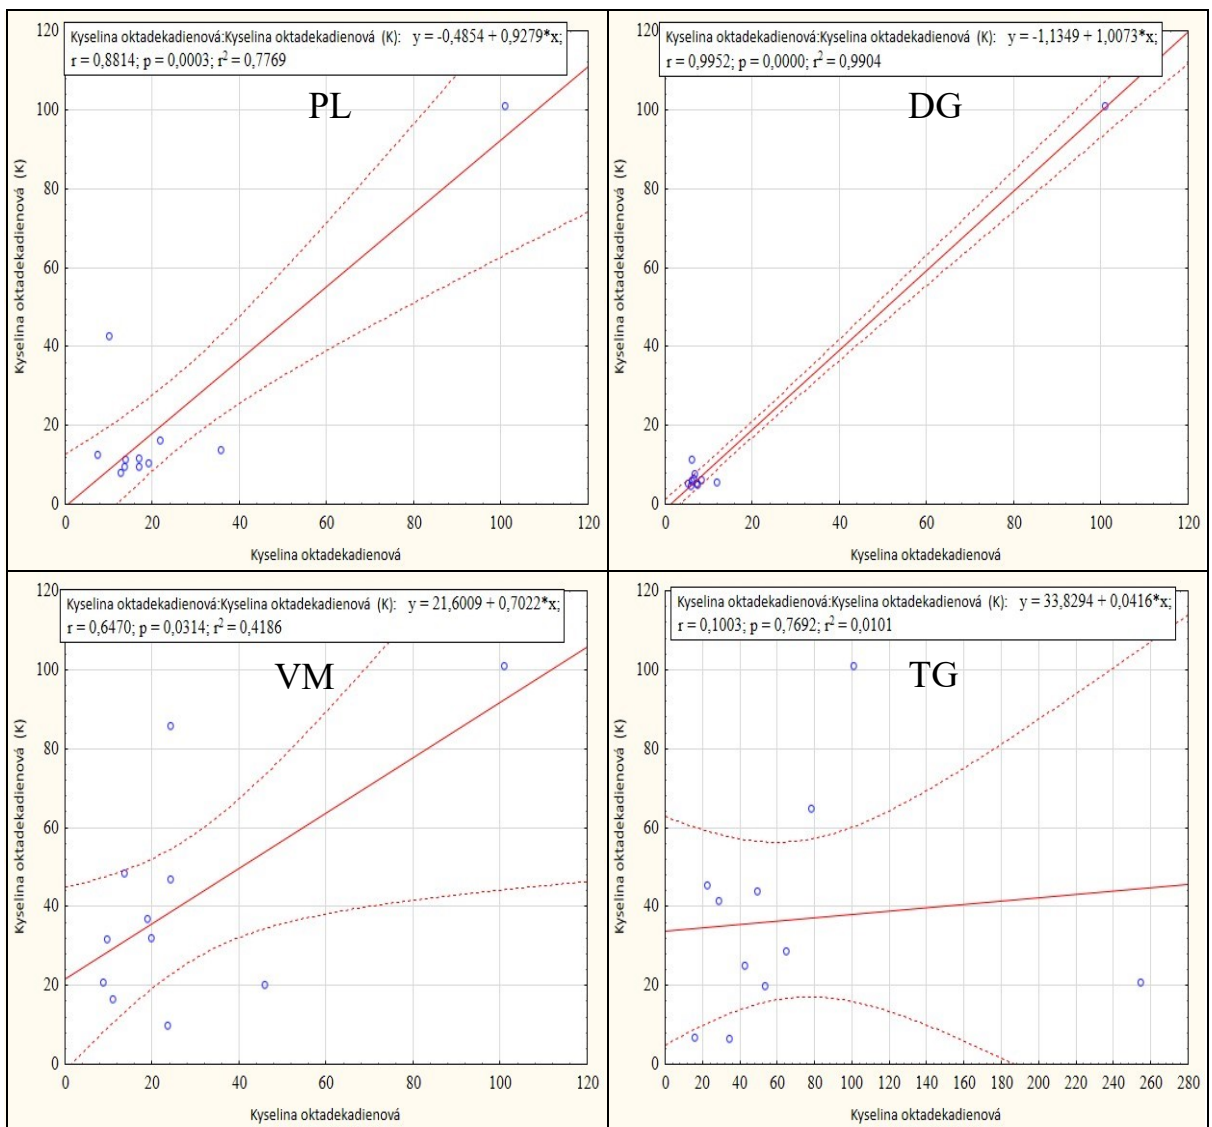 Kyselina oktadekadienová:Kyselina oktadekadienová (K): y = -0,4854 + 0,9279*x;
r = 0,8814; p = 0,0003; r² = 0,7769
PL
120
100
80
60
40
20
0
Kyselina oktadekadienová (K)
0 20 40 60 80 100 120
Kyselina oktadekadienová
Kyselina oktadekadienová:Kyselina oktadekadienová (K): y = -1,1349 + 1,0073*x;
r = 0,9952; p = 0,0000; r² = 0,9904
DG
120
100
80
60
40
20
0
Kyselina oktadekadienová (K)
0 20 40 60 80 100 120
Kyselina oktadekadienová
Kyselina oktadekadienová:Kyselina oktadekadienová (K): y = 21,6009 + 0,7022*x;
r = 0,6470; p = 0,0314; r² = 0,4186
VM
120
100
80
60
40
20
0
Kyselina oktadekadienová (K)
0 20 40 60 80 100 120
Kyselina oktadekadienová
Kyselina oktadekadienová:Kyselina oktadekadienová (K): y = 33,8294 + 0,0416*x;
r = 0,1003; p = 0,7692; r² = 0,0101
TG
120
100
80
60
40
20
0
Kyselina oktadekadienová (K)
0 20 40 60 80 100 120 140 160 180 200 220 240 260 280
Kyselina oktadekadienová